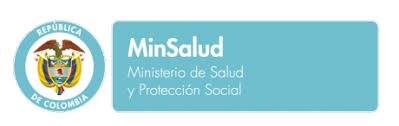 REPÚBLICA
DE COLOMBIA
MinSalud
Ministerio de Salud
y Protección Social